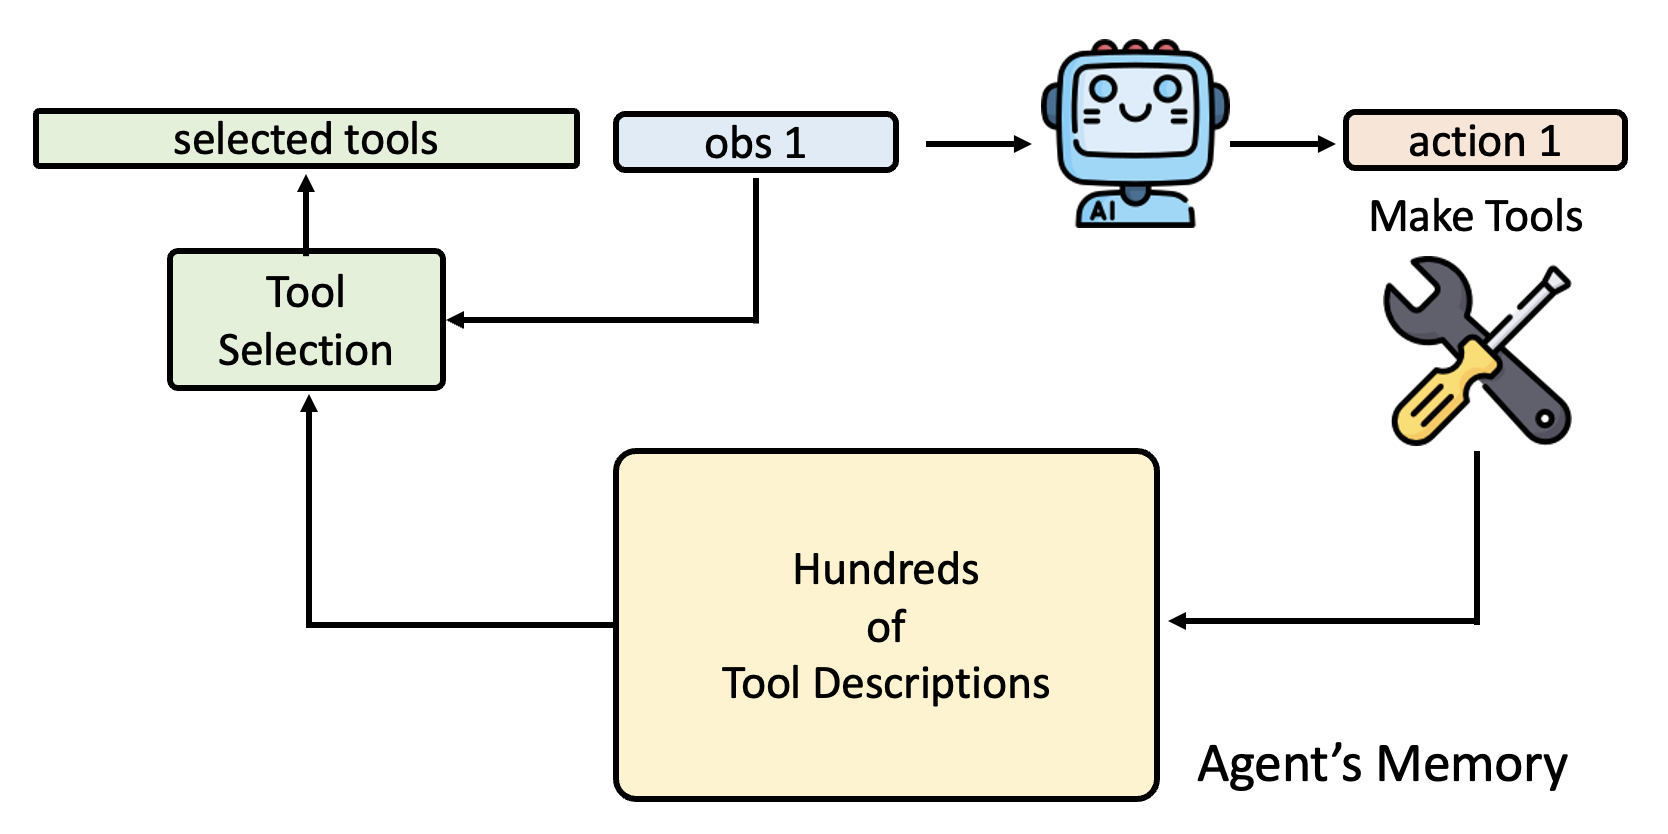 selected tools
obs 1
AI
action 1
Make Tools
Tool
Selection
Hundreds
of
Tool Descriptions
Agent’s Memory